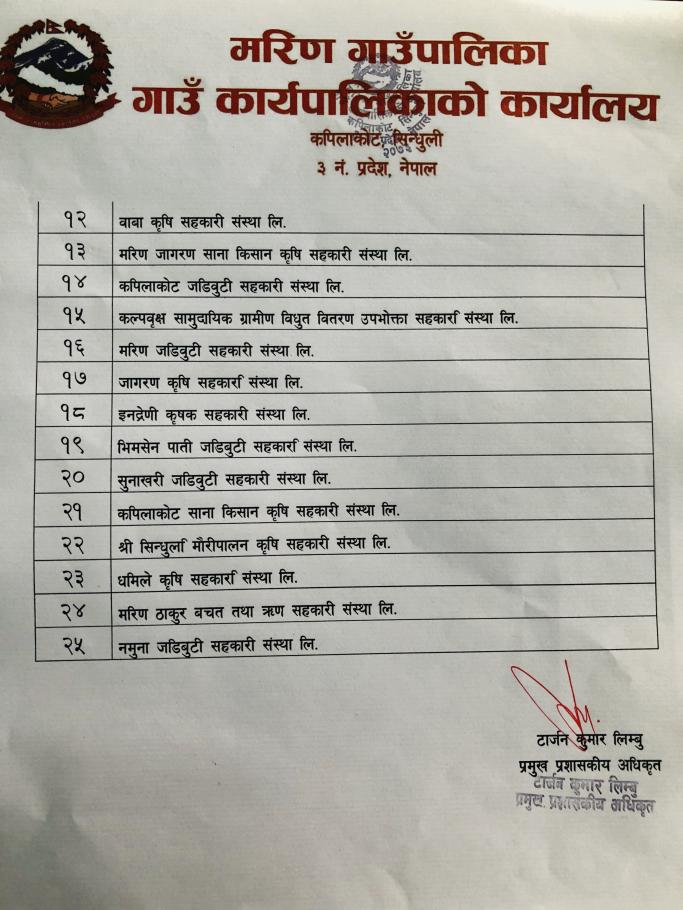 मरिण गाउँपालिका
गाउँ कार्यपालिकाको कार्यालय
कपिलाकोट, सिन्धुली
३ नं. प्रदेश, नेपाल
१२ वाबा कृषि सहकारी संस्था लि.
१३ मरिण जागरण साना किसान कृषि सहकारी संस्था लि.
१४ कपिलाकोट जडिबुटी सहकारी संस्था लि.
१५ कल्पवृक्ष सामुदायिक ग्रामीण विधुत वितरण उपभोक्ता सहकारी संस्था लि.
१६ मरिण जडिबुटी सहकारी संस्था लि.
१७ जागरण कृषि सहकारी संस्था लि.
१८ इनद्रेणी कृषक सहकारी संस्था लि.
१९ भिमसेन पाती जडिबुटी सहकारी संस्था लि.
२० सुनाखरी जडिबुटी सहकारी संस्था लि.
२१ कपिलाकोट साना किसान कृषि सहकारी संस्था लि.
२२ श्री सिन्धुली मौरीपालन कृषि सहकारी संस्था लि.
२३ धमिले कृषि सहकारी संस्था लि.
२४ मरिण ठाकुर बचत तथा ऋण सहकारी संस्था लि.
२५ नमुना जडिबुटी सहकारी संस्था लि.
टार्जन कुमार लिम्बु
प्रमुख प्रशासकीय अधिकृत
टार्जन कुमार लिम्बु
प्रमुख प्रशासकीय अधिकृत